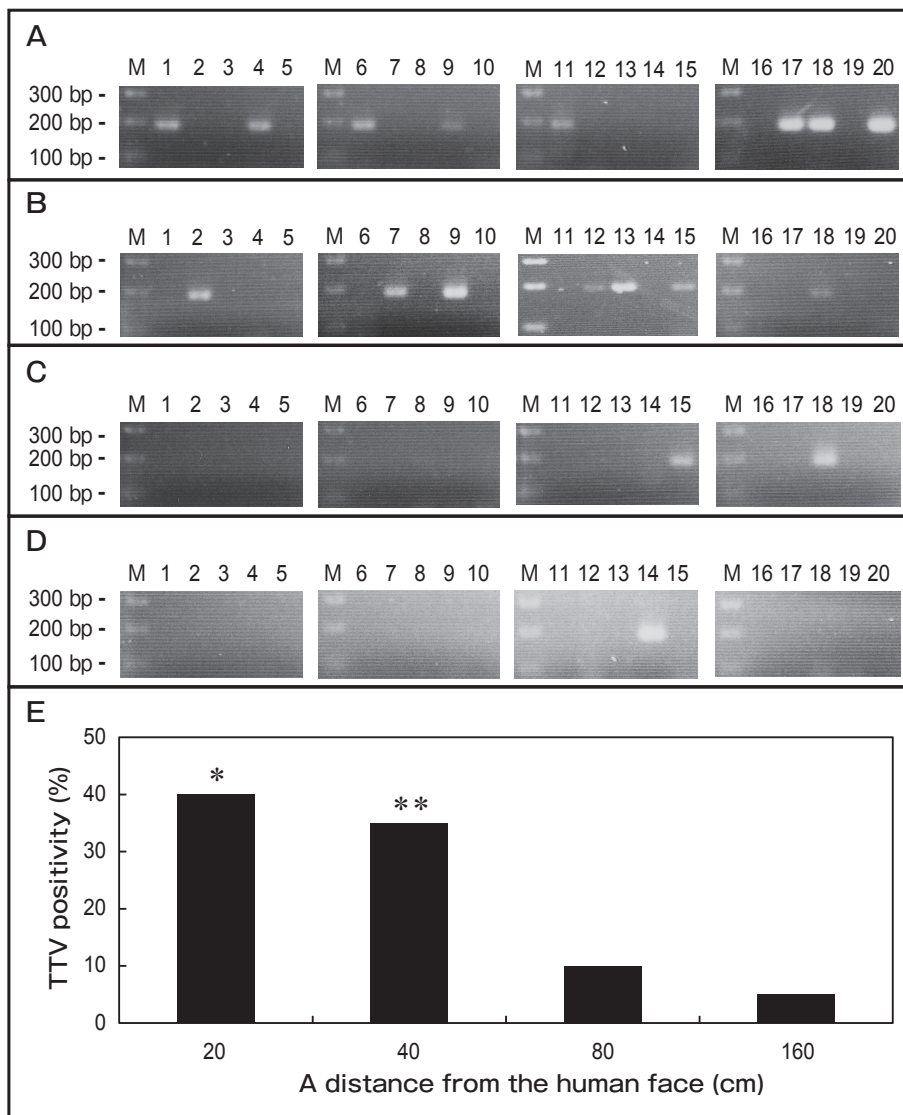 A
M 1 2 3 4 5 M 6 7 8 9 10 M 11 12 13 14 15 M 16 17 18 19 20
300 bp -
200 bp -
100 bp -
B
M 1 2 3 4 5 M 6 7 8 9 10 M 11 12 13 14 15 M 16 17 18 19 20
300 bp -
200 bp -
100 bp -
C
M 1 2 3 4 5 M 6 7 8 9 10 M 11 12 13 14 15 M 16 17 18 19 20
300 bp -
200 bp -
100 bp -
D
M 1 2 3 4 5 M 6 7 8 9 10 M 11 12 13 14 15 M 16 17 18 19 20
300 bp -
200 bp -
100 bp -
E
TTV positivity (%)
50
40
30
20
10
0
*
**
20 40 80 160
A distance from the human face (cm)